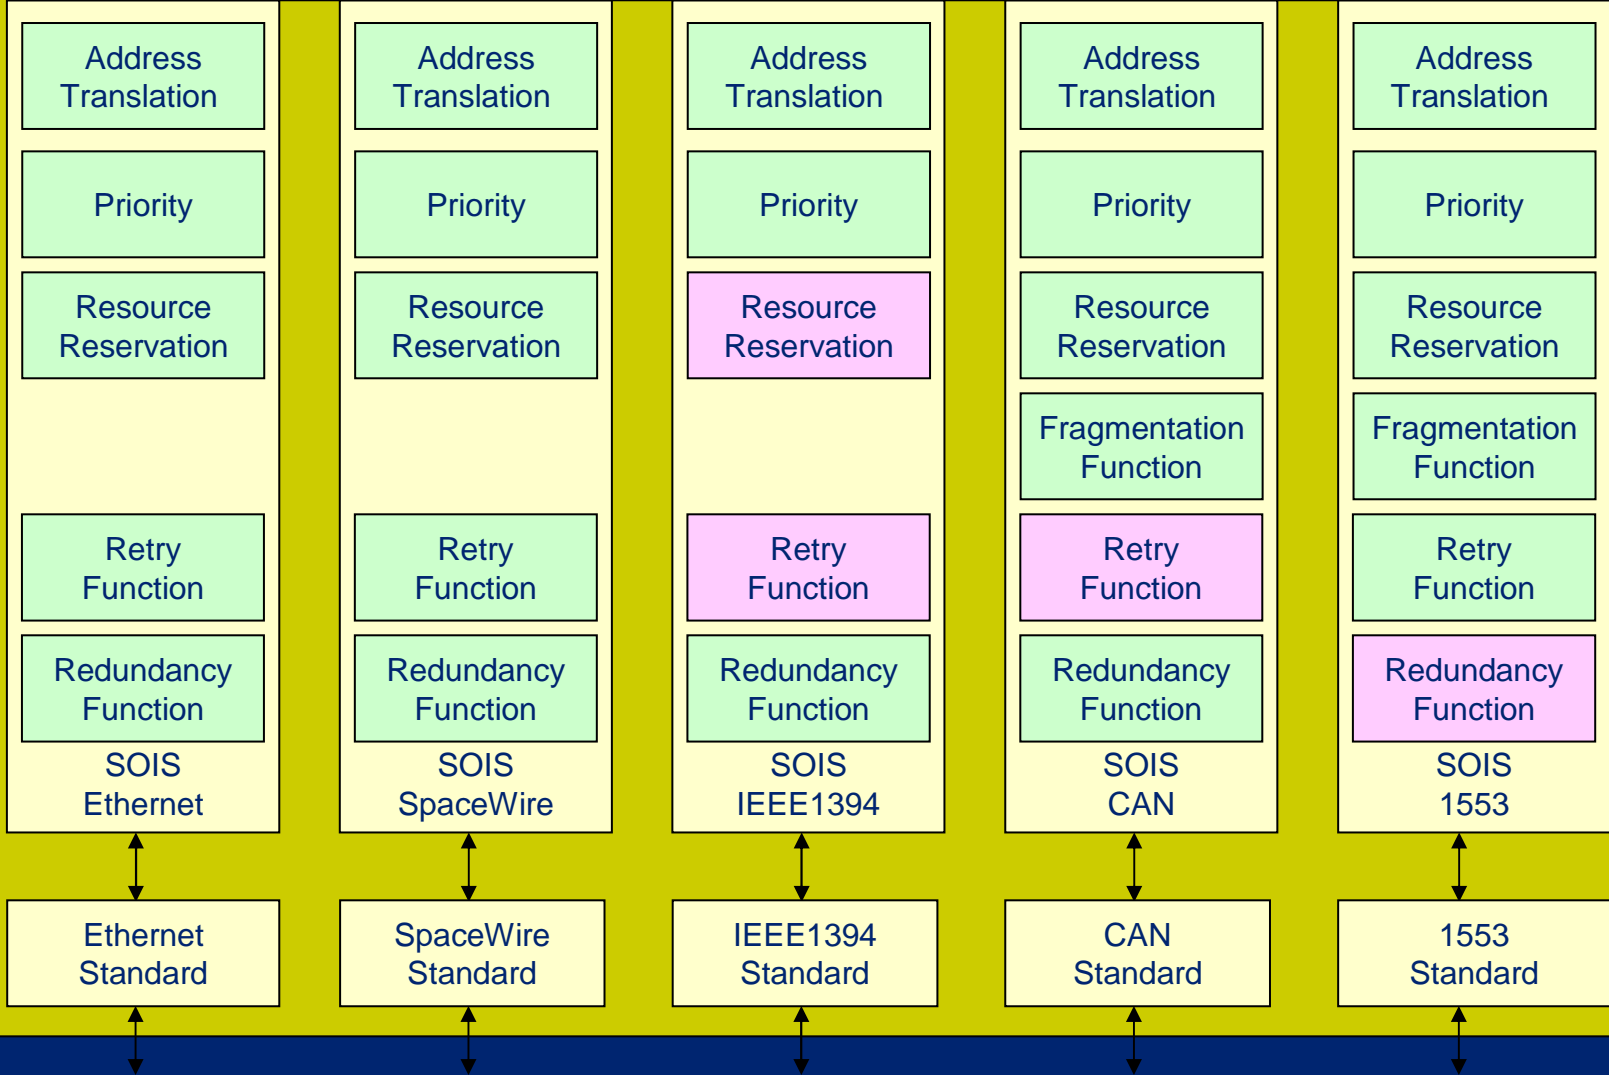 Address
Translation
Priority
Resource
Reservation
Retry
Function
Redundancy
Function
SOIS
Ethernet
Ethernet
Standard
Address
Translation
Priority
Resource
Reservation
Retry
Function
Redundancy
Function
SOIS
SpaceWire
SpaceWire
Standard
Address
Translation
Priority
Resource
Reservation
Retry
Function
Redundancy
Function
SOIS
IEEE1394
IEEE1394
Standard
Address
Translation
Priority
Resource
Reservation
Fragmentation
Function
Retry
Function
Redundancy
Function
SOIS
CAN
CAN
Standard
Address
Translation
Priority
Resource
Reservation
Fragmentation
Function
Retry
Function
Redundancy
Function
SOIS
1553
1553
Standard